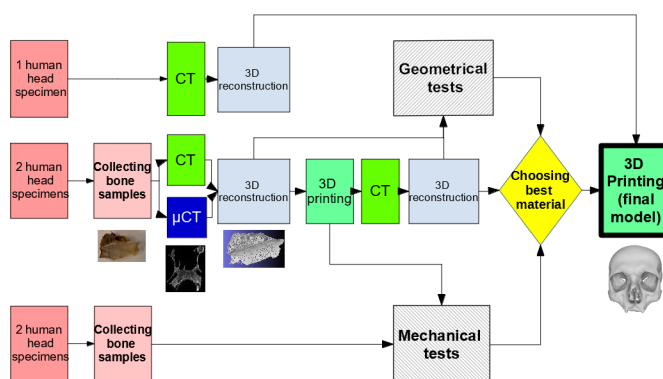 1 human
head
specimen
CT
3D
reconstruction
Geometrical
tests
2 human
head
specimens
Collecting
bone
samples
CT
µCT
3D
reconstruction
3D
printing
CT
3D
reconstruction
Choosing
best
material
3D
Printing
(final
model)
2 human
head
specimens
Collecting
bone
samples
Mechanical
tests